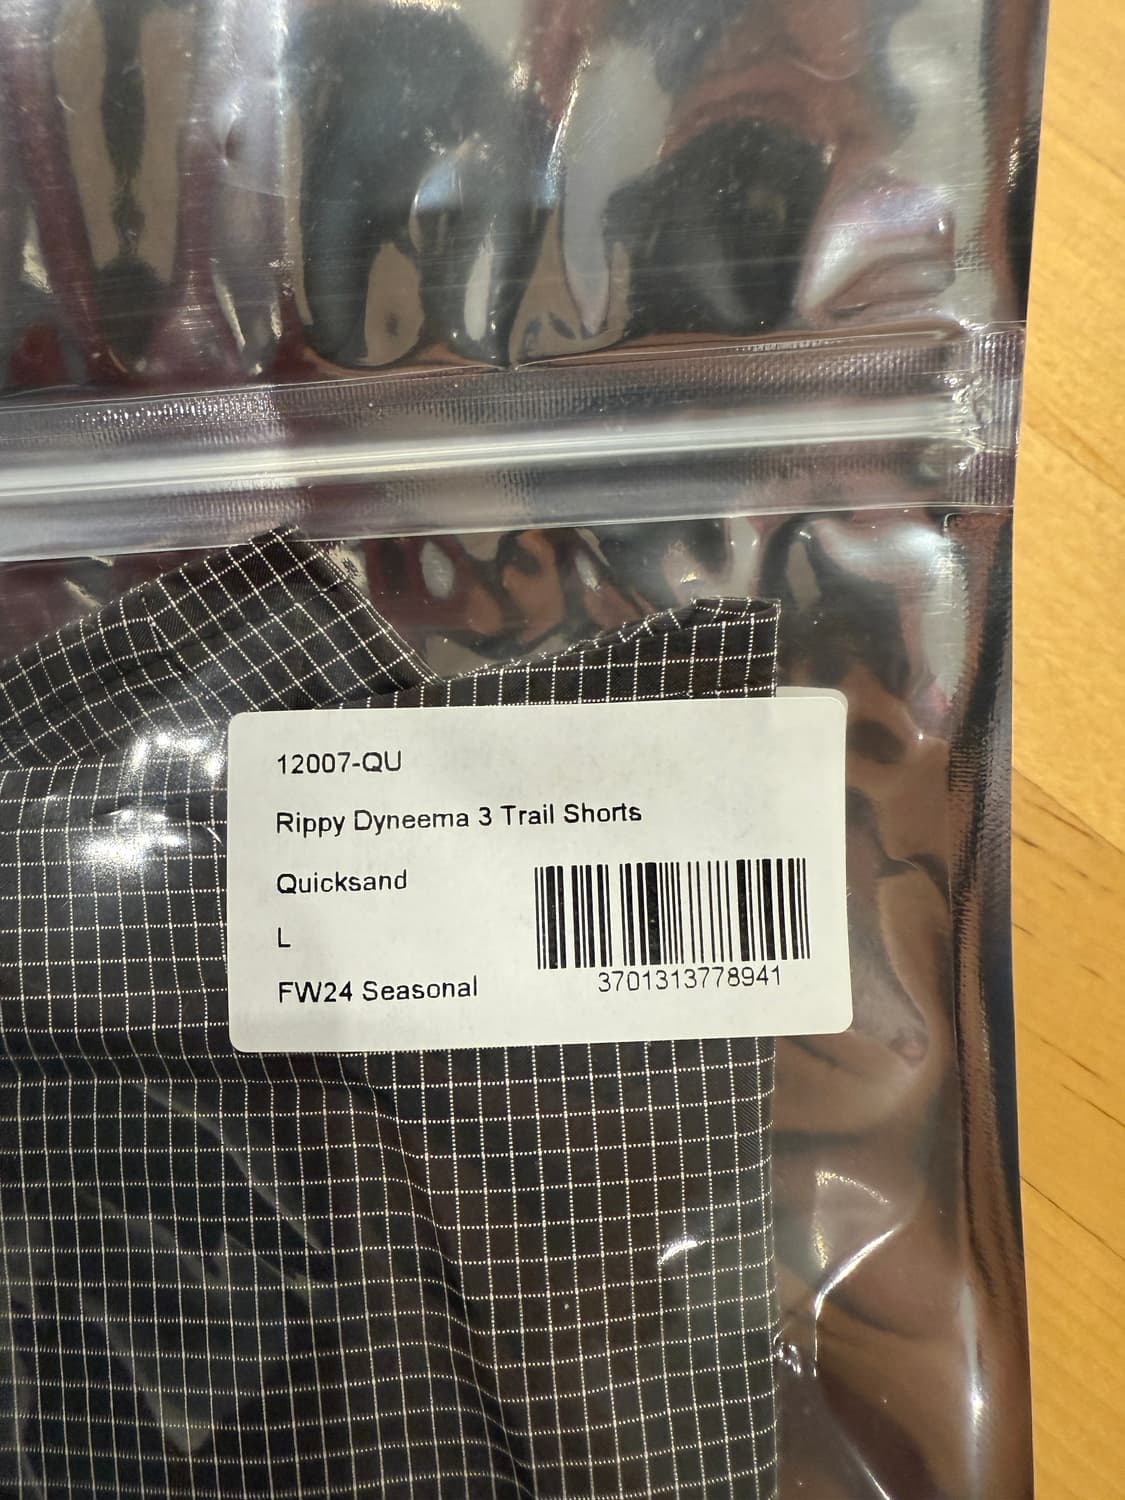 12007-QU
Rippy Dyneema 3 Trail Shorts
Quicksand
L
FW24 Seasonal
3701313778941